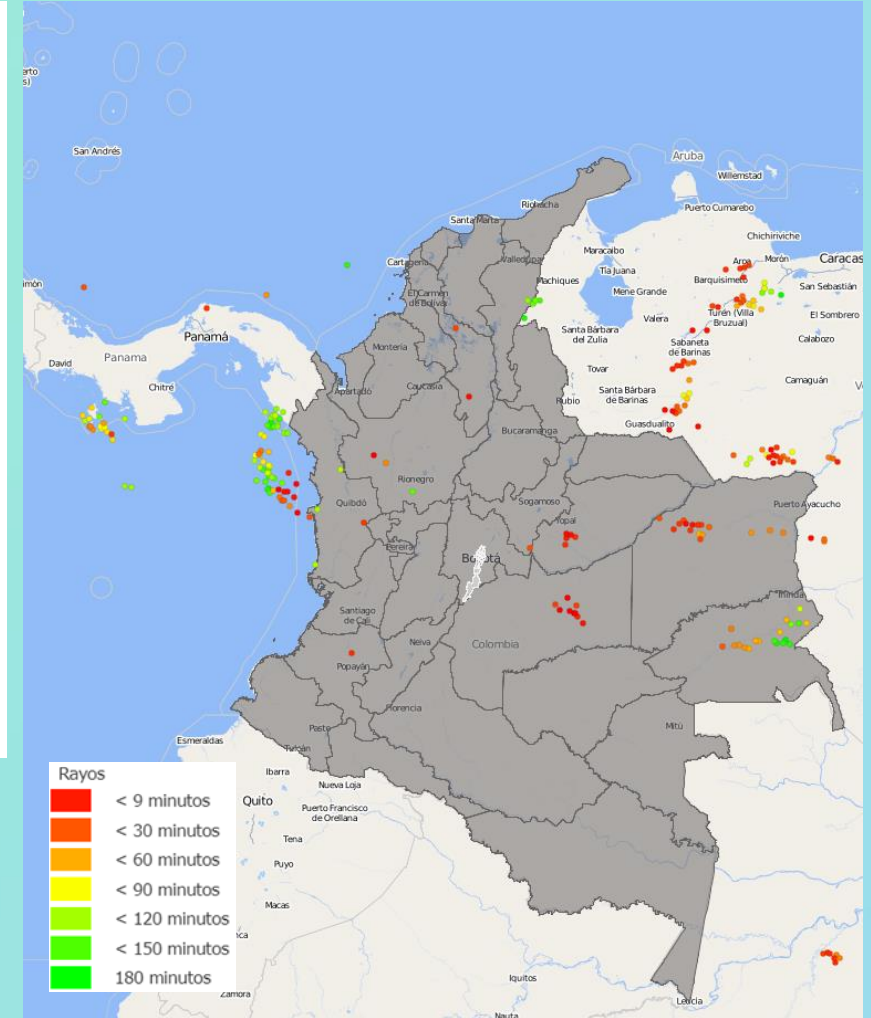 San Andrés
Aruba
Willemstad
Riohacha
Puerto Cumarebo
Santa Marta
Chichiriviche
Maracaibo
Caracas
Valledupar
Aroa
Morón
Tía Juana
Machiques
Barquisimeto
San Sebastián
Mene Grande
El Carmen
de Bolívar
Valera
Turén (Villa
Bruzual)
El Sombrero
Santa Bárbara
del Zulia
Sabaneta
de Barinas
Calabozo
Panamá
Panama
David
Montería
Tovar
Camaguán
Chitré
Apartadó
Caucasia
Santa Bárbara
de Barinas
Rubio
Guasdualito
Bucaramanga
Rionegro
Quibdó
Sogamoso
Puerto Ayacucho
Yopal
Pereira
Bogotá
Inírida
Santiago
de Cali
Neiva
Colombia
Popayán
Florencia
Mitú
Pasto
Esmeraldas
Tulcán
Ibarra
Nueva Loja
Quito
Puerto Francisco
de Orellana
Tena
Puyo
Macas
Zamora
Iquitos
Nauta
Leticia
Rayos
< 9 minutos
< 30 minutos
< 60 minutos
< 90 minutos
< 120 minutos
< 150 minutos
180 minutos